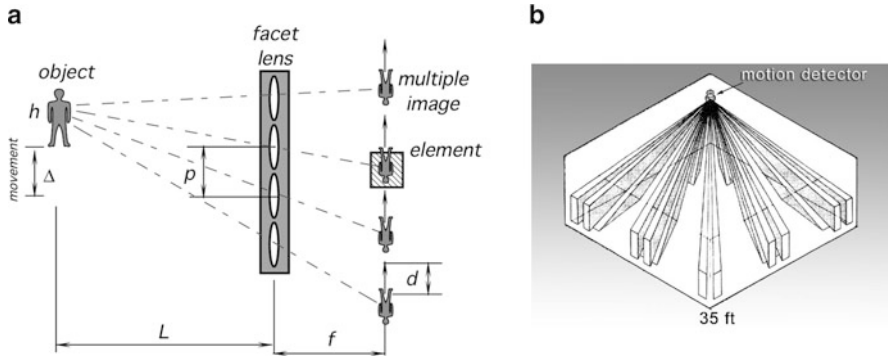 a
object
facet
lens
h
movement
Δ
p
multiple
image
element
d
L
f
b
motion detector
35 ft